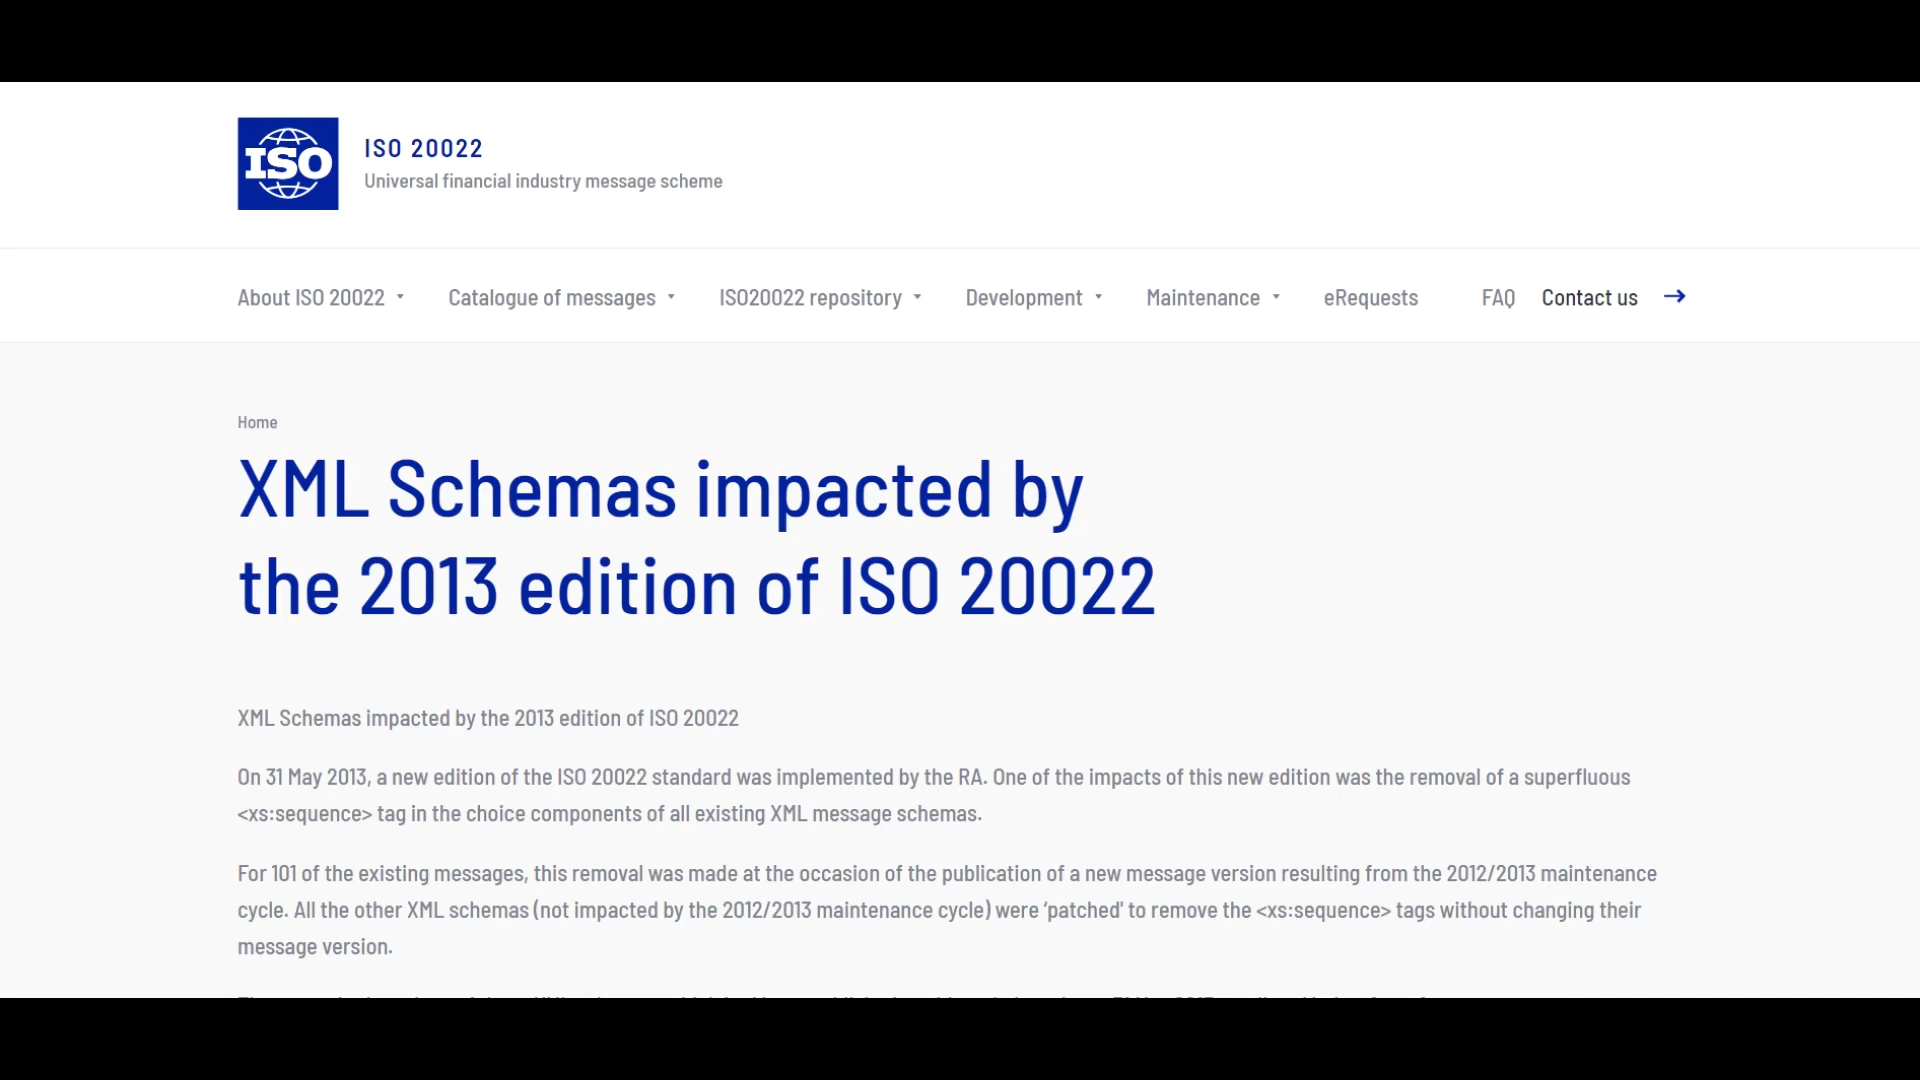 ISO
ISO 20022
Universal financial industry message scheme
About ISO 20022 Catalogue of messages ISO20022 repository Development Maintenance eRequests FAQ Contact us
Home
XML Schemas impacted by
the 2013 edition of ISO 20022
XML Schemas impacted by the 2013 edition of ISO 20022
On 31 May 2013, a new edition of the ISO 20022 standard was implemented by the RA. One of the impacts of this new edition was the removal of a superfluous
<xs:sequence> tag in the choice components of all existing XML message schemas.
For 101 of the existing messages, this removal was made at the occasion of the publication of a new message version resulting from the 2012/2013 maintenance
cycle. All the other XML schemas (not impacted by the 2012/2013 maintenance cycle) were ‘patched’ to remove the <xs:sequence> tags without changing their
message version.